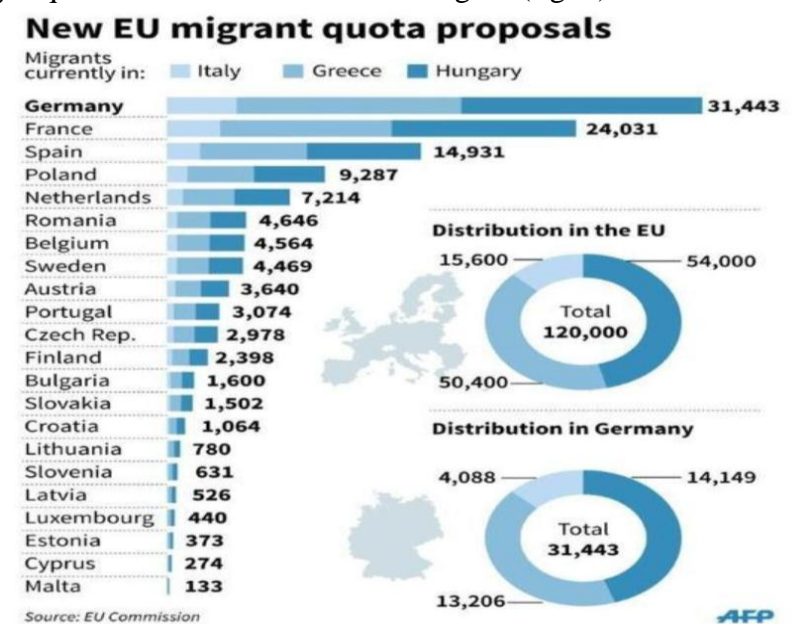 New EU migrant quota proposals
Migrants
currently in: Italy Greece Hungary
Germany 31,443
France 24,031
Spain 14,931
Poland 9,287
Netherlands 7,214
Romania 4,646
Belgium 4,564
Sweden 4,469
Austria 3,640
Portugal 3,074
Czech Rep. 2,978
Finland 2,398
Bulgaria 1,600
Slovakia 1,502
Croatia 1,064
Lithuania 780
Slovenia 631
Latvia 526
Luxembourg 440
Estonia 373
Cyprus 274
Malta 133
Distribution in the EU
15,600 54,000
Total
120,000
50,400
Distribution in Germany
4,088 14,149
Total
31,443
13,206
Source: EU Commission
AFP